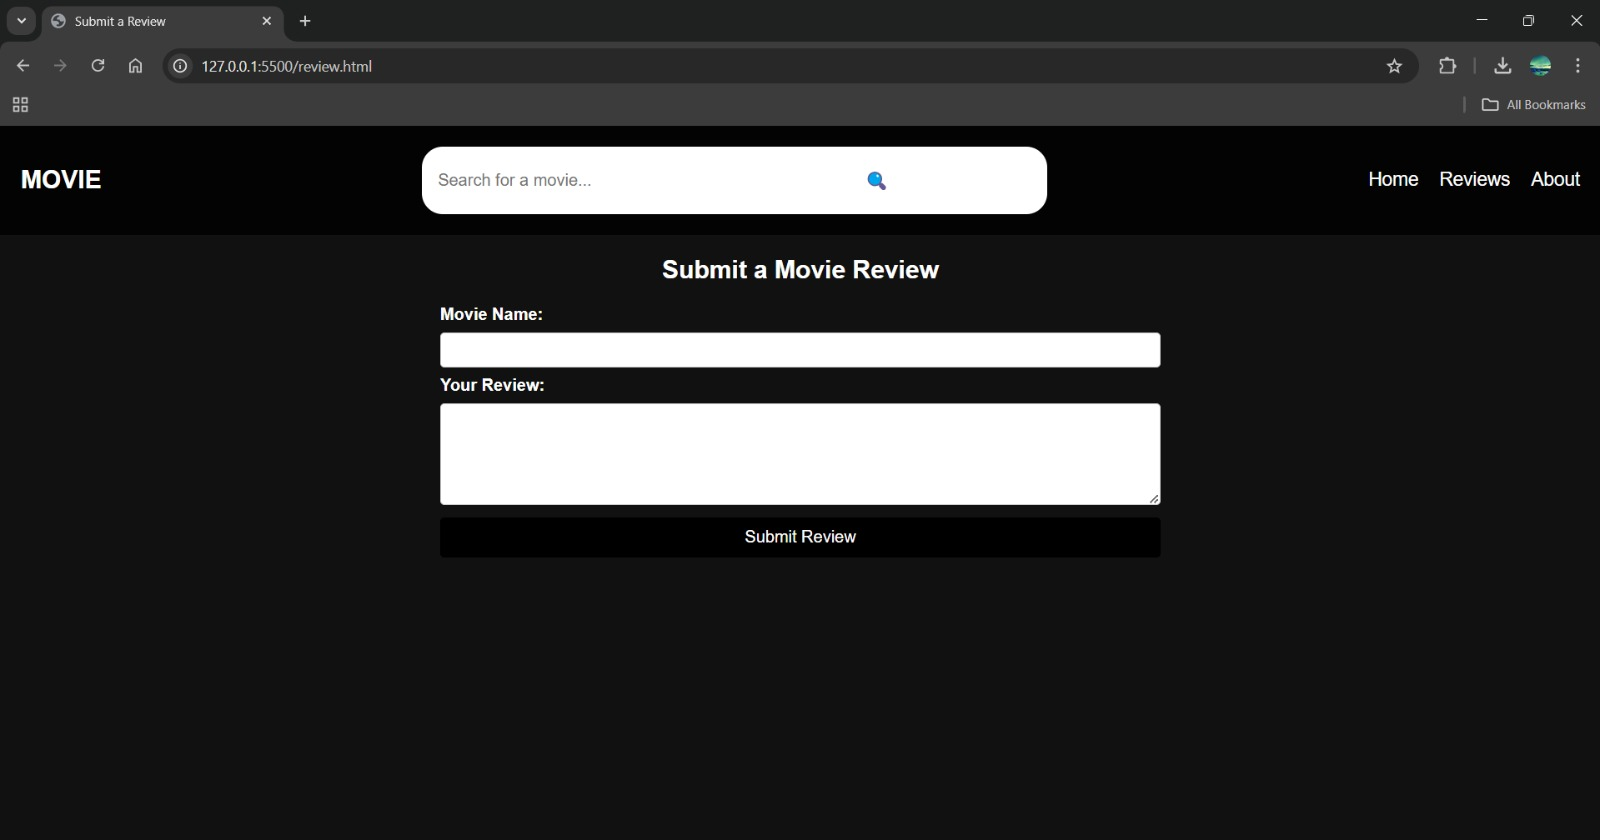 Submit a Review
127.0.0.1:5500/review.html
All Bookmarks
MOVIE
Search for a movie...
Home
Reviews
About
Submit a Movie Review
Movie Name:
Your Review:
Submit Review